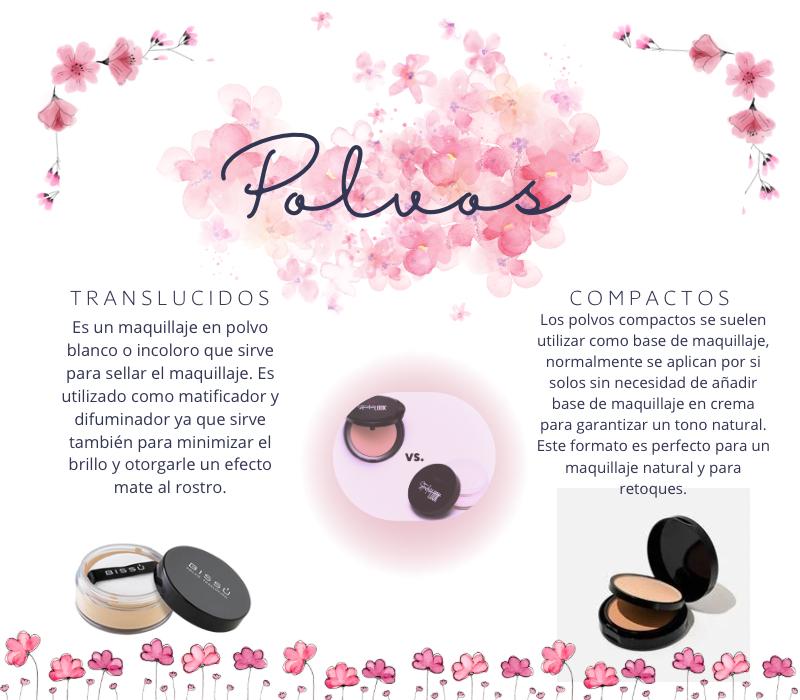 Polvos
TRANSLUCIDOS
Es un maquillaje en polvo
blanco o incoloro que sirve
para sellar el maquillaje. Es
utilizado como matificador y
difuminador ya que sirve
también para minimizar el
brillo y otorgarle un efecto
mate al rostro.
COMPACTOS
Los polvos compactos se suelen
utilizar como base de maquillaje,
normalmente se aplican por si
solos sin necesidad de añadir
base de maquillaje en crema
para garantizar un tono natural.
Este formato es perfecto para un
maquillaje natural y para
retoques.
LOOK
vs.
LOOK
BISSÚ
BISSÚ